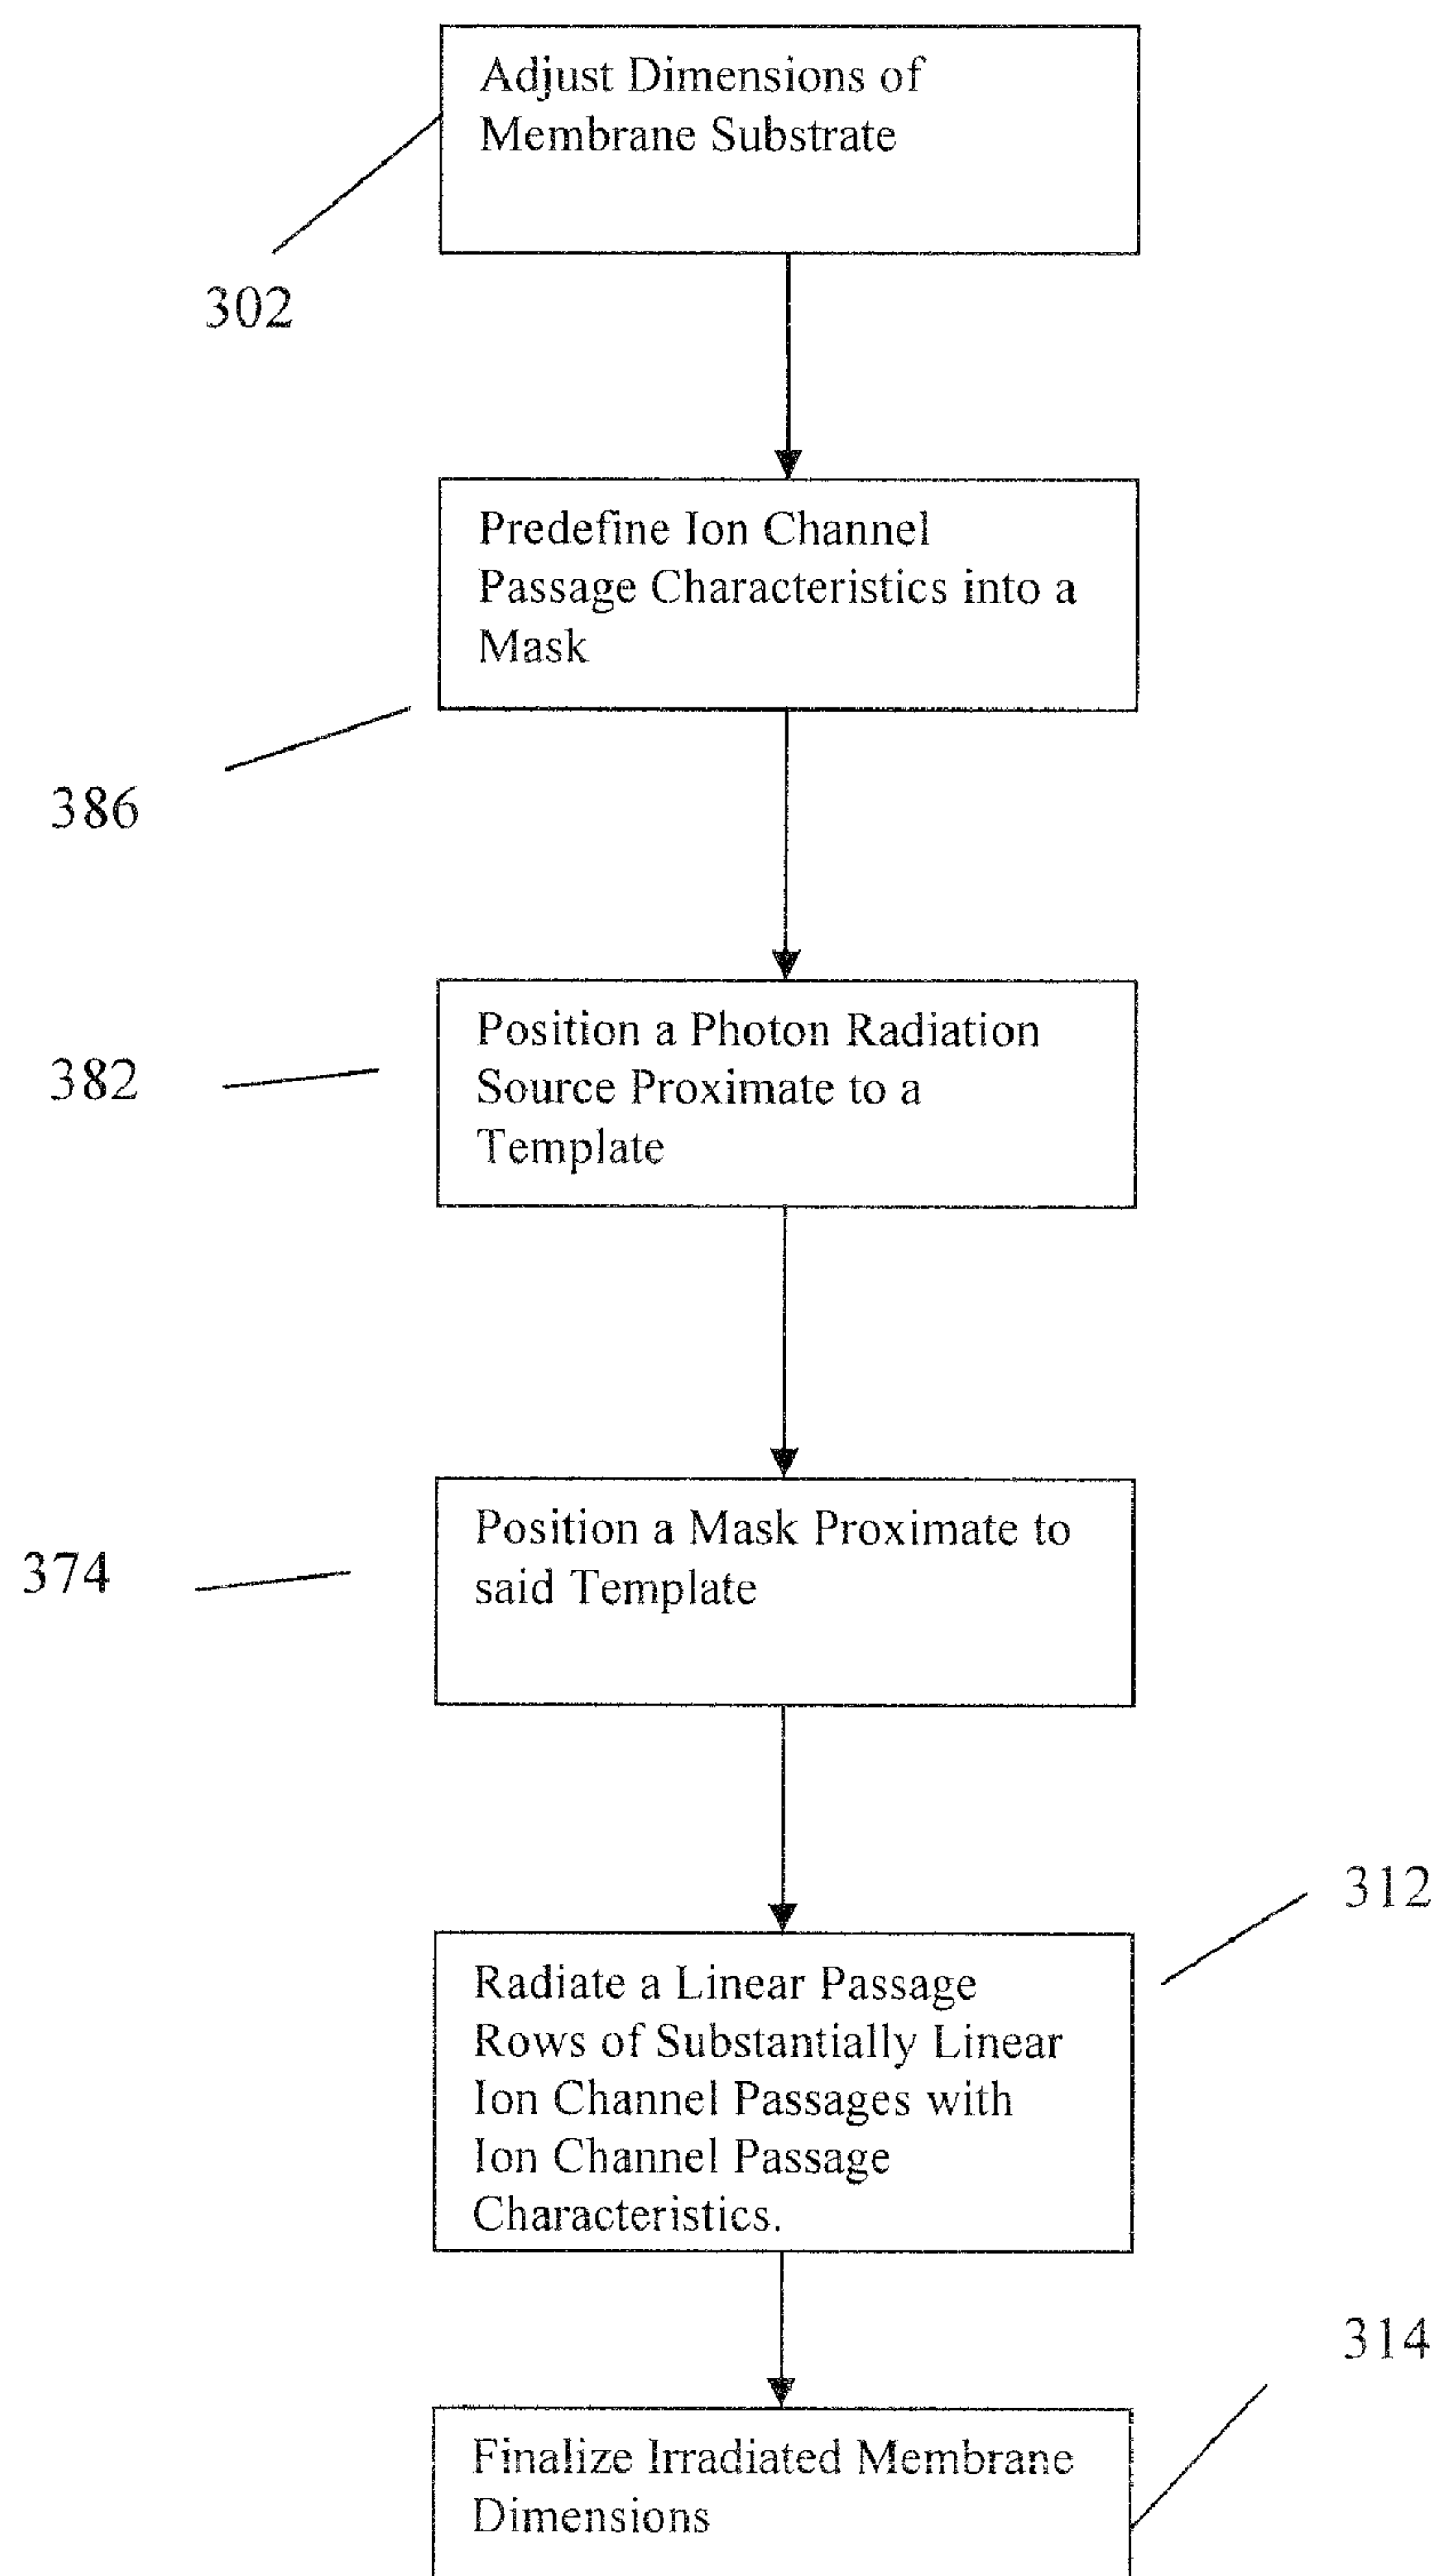 Adjust Dimensions of
Membrane Substrate
302
Predefine Ion Channel
Passage Characteristics into a
Mask
386
Position a Photon Radiation
Source Proximate to a
Template
382
Position a Mask Proximate to
said Template
374
312
Radiate a Linear Passage
Rows of Substantially Linear
Ion Channel Passages with
Ion Channel Passage
Characteristics.
314
Finalize Irradiated Membrane
Dimensions